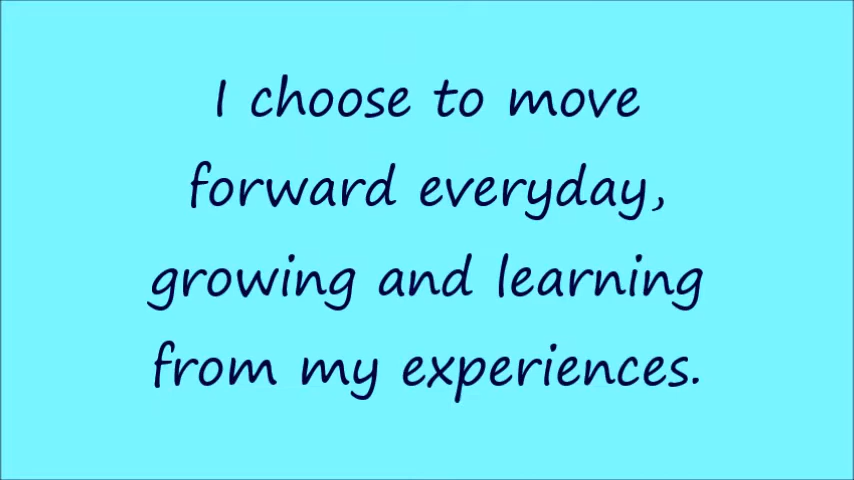 I choose to move
forward everyday,
growing and learning
from my experiences.